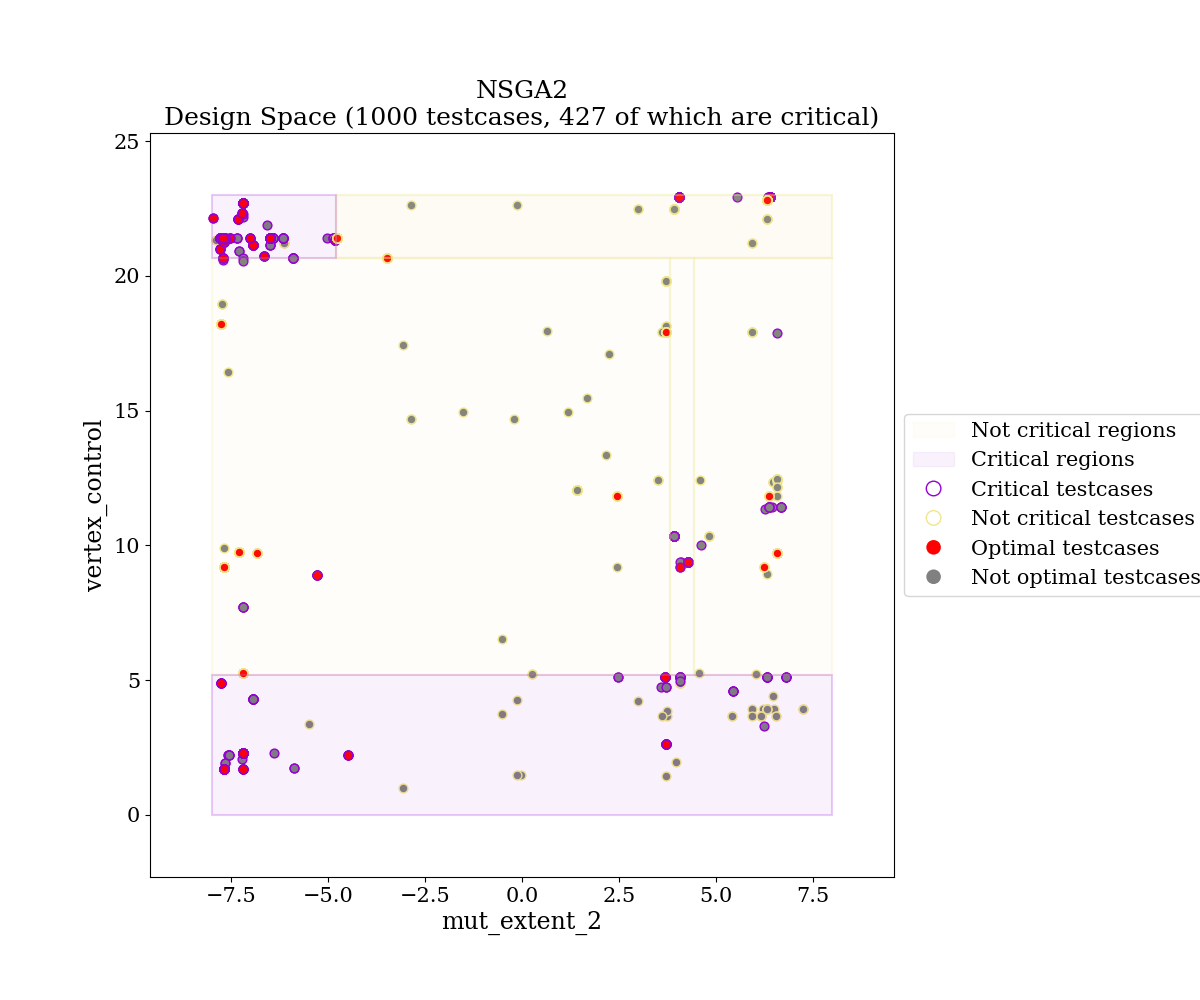 NSGA2
Design Space (1000 testcases, 427 of which are critical)
25
20
15
10
5
0
vertex_control
−7.5
−5.0
−2.5
0.0
2.5
5.0
7.5
mut_extent_2
Not critical regions
Critical regions
Critical testcases
Not critical testcases
Optimal testcases
Not optimal testcases